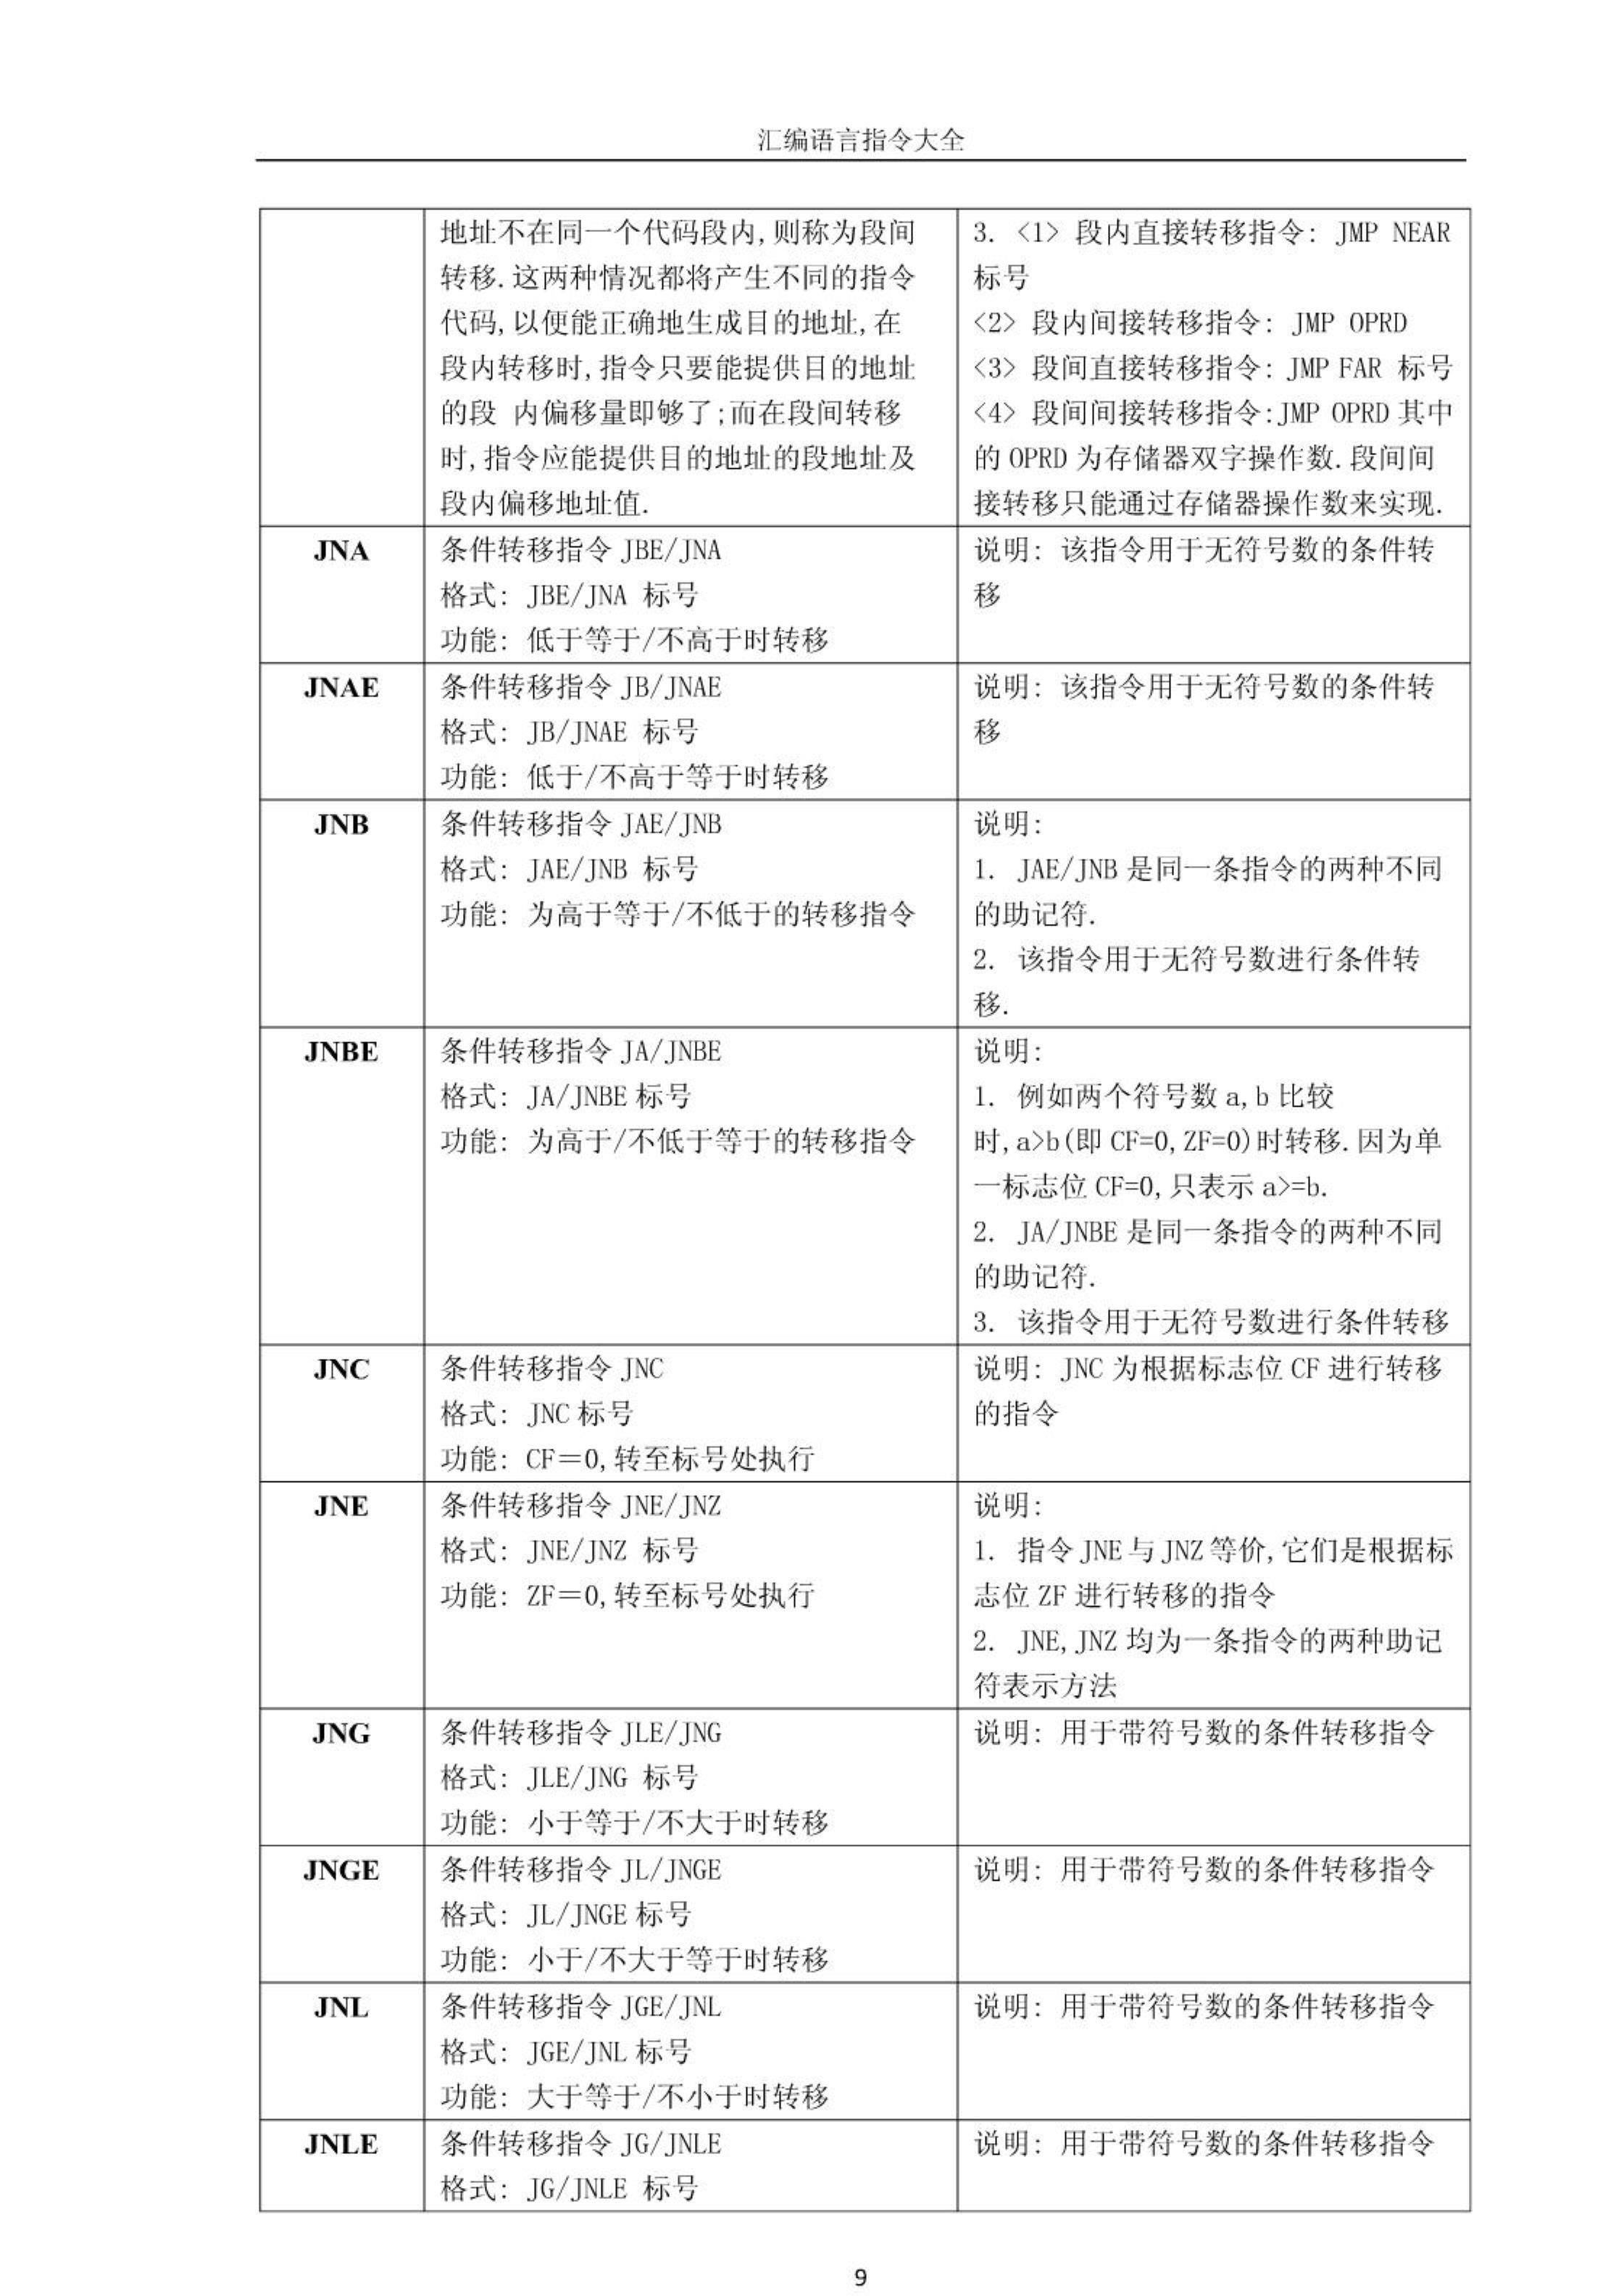 汇编语言指令大全
地址不在同一个代码段内,则称为段间
转移.这两种情况都将产生不同的指令
代码,以便能正确地生成目的地址,在
段内转移时,指令只要能提供目的地址
的段 内偏移量即够了;而在段间转移
时,指令应能提供目的地址的段地址及
段内偏移地址值.
3. <1> 段内直接转移指令: JMP NEAR
标号
<2> 段内间接转移指令: JMP OPRD
<3> 段间直接转移指令: JMP FAR 标号
<4> 段间间接转移指令:JMP OPRD 其中
的 OPRD 为存储器双字操作数.段间间
接转移只能通过存储器操作数来实现.
JNA
条件转移指令 JBE/JNA
格式: JBE/JNA 标号
功能: 低于等于/不高于时转移
说明: 该指令用于无符号数的条件转
移
JNAE
条件转移指令 JB/JNAE
格式: JB/JNAE 标号
功能: 低于/不高于等于时转移
说明: 该指令用于无符号数的条件转
移
JNB
条件转移指令 JAE/JNB
格式: JAE/JNB 标号
功能: 为高于等于/不低于的转移指令
说明:
1. JAE/JNB 是同一条指令的两种不同
的助记符.
2. 该指令用于无符号数进行条件转
移.
JNBE
条件转移指令 JA/JNBE
格式: JA/JNBE 标号
功能: 为高于/不低于等于的转移指令
说明:
1. 例如两个符号数 a,b 比较
时,a>b(即 CF=0,ZF=0)时转移.因为单
一标志位 CF=0,只表示 a>=b.
2. JA/JNBE 是同一条指令的两种不同
的助记符.
3. 该指令用于无符号数进行条件转移
JNC
条件转移指令 JNC
格式: JNC 标号
功能: CF＝0,转至标号处执行
说明: JNC 为根据标志位 CF 进行转移
的指令
JNE
条件转移指令 JNE/JNZ
格式: JNE/JNZ 标号
功能: ZF＝0,转至标号处执行
说明:
1. 指令 JNE 与 JNZ 等价,它们是根据标
志位 ZF 进行转移的指令
2. JNE,JNZ 均为一条指令的两种助记
符表示方法
JNG
条件转移指令 JLE/JNG
格式: JLE/JNG 标号
功能: 小于等于/不大于时转移
说明: 用于带符号数的条件转移指令
JNGE
条件转移指令 JL/JNGE
格式: JL/JNGE 标号
功能: 小于/不大于等于时转移
说明: 用于带符号数的条件转移指令
JNL
条件转移指令 JGE/JNL
格式: JGE/JNL 标号
功能: 大于等于/不小于时转移
说明: 用于带符号数的条件转移指令
JNLE
条件转移指令 JG/JNLE
格式: JG/JNLE 标号
说明: 用于带符号数的条件转移指令
9